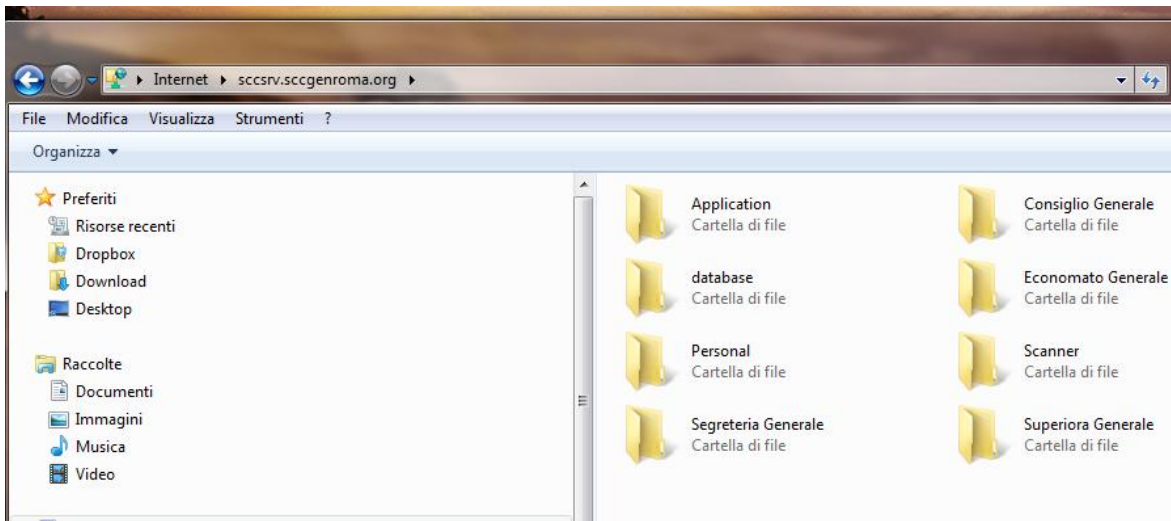 Internet sccsrv.sccgenroma.org
File Modifica Visualizza Strumenti ?
Organizza
Preferiti
Risorse recenti
Dropbox
Download
Desktop
Raccolte
Documenti
Immagini
Musica
Video
Application
Cartella di file
Consiglio Generale
Cartella di file
database
Cartella di file
Economato Generale
Cartella di file
Personal
Cartella di file
Scanner
Cartella di file
Segreteria Generale
Cartella di file
Superiora Generale
Cartella di file